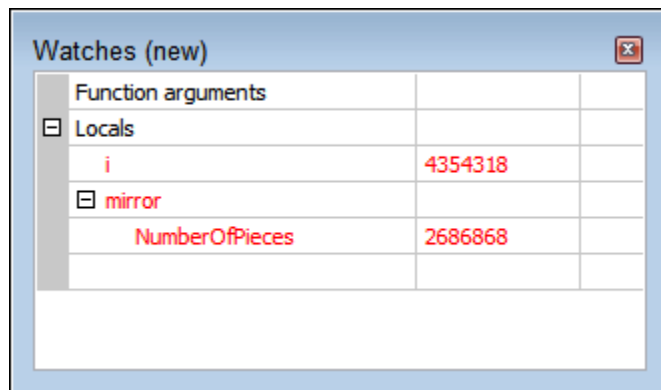 Watches (new)
Function arguments
Locals
i 4354318
mirror
NumberOfPieces 2686868